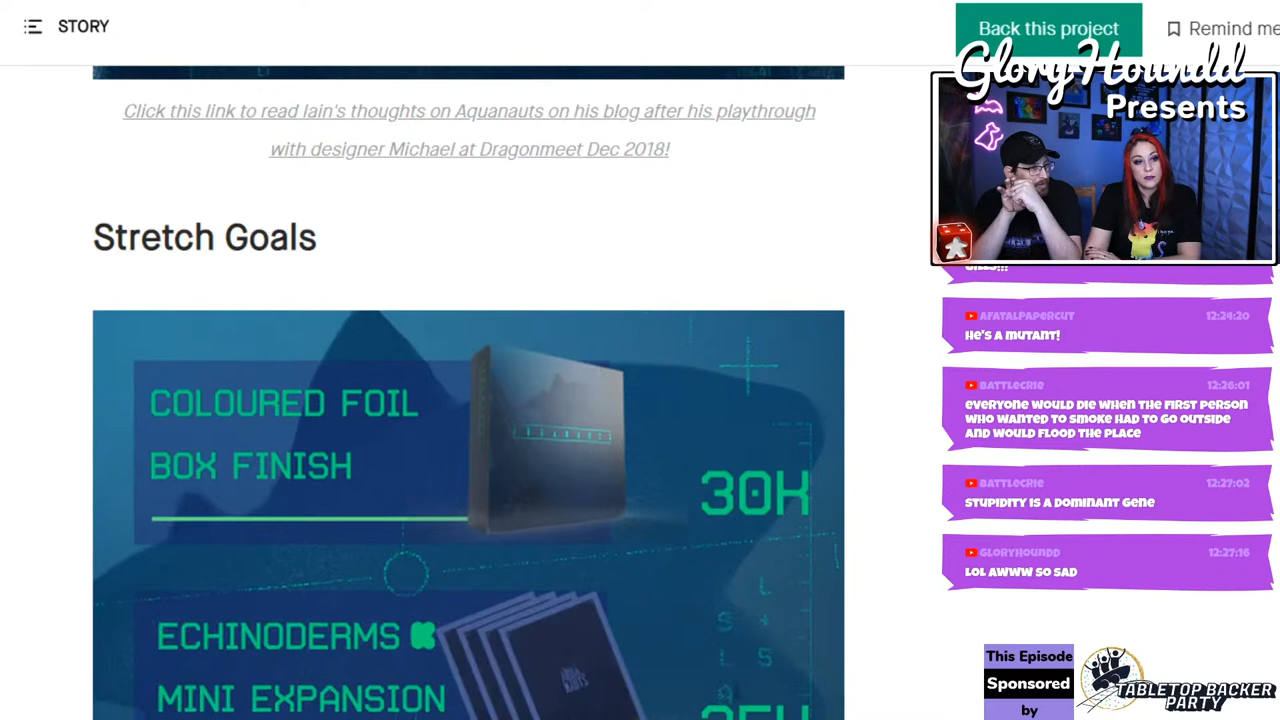 STORY
Back this project
Remind me
GloryHoundd
Presents
Click this link to read Iain's thoughts on Aquanauts on his blog after his playthrough
with designer Michael at Dragonmeet Dec 2018!
Stretch Goals
COLOURED FOIL
BOX FINISH
30K
ECHINODERMS
MINI EXPANSION
AFATALPAPERCUT 12:24:20
He's a mutant!
BATTLECRIE 12:26:01
everyone would die when the first person
who wanted to smoke had to go outside
and would flood the place
BATTLECRIE 12:27:02
Stupidity is a dominant gene
GLORYHOUNDD 12:27:16
LOL awww so sad
This Episode
Sponsored
by
TABLETOP BACKER
PARTY